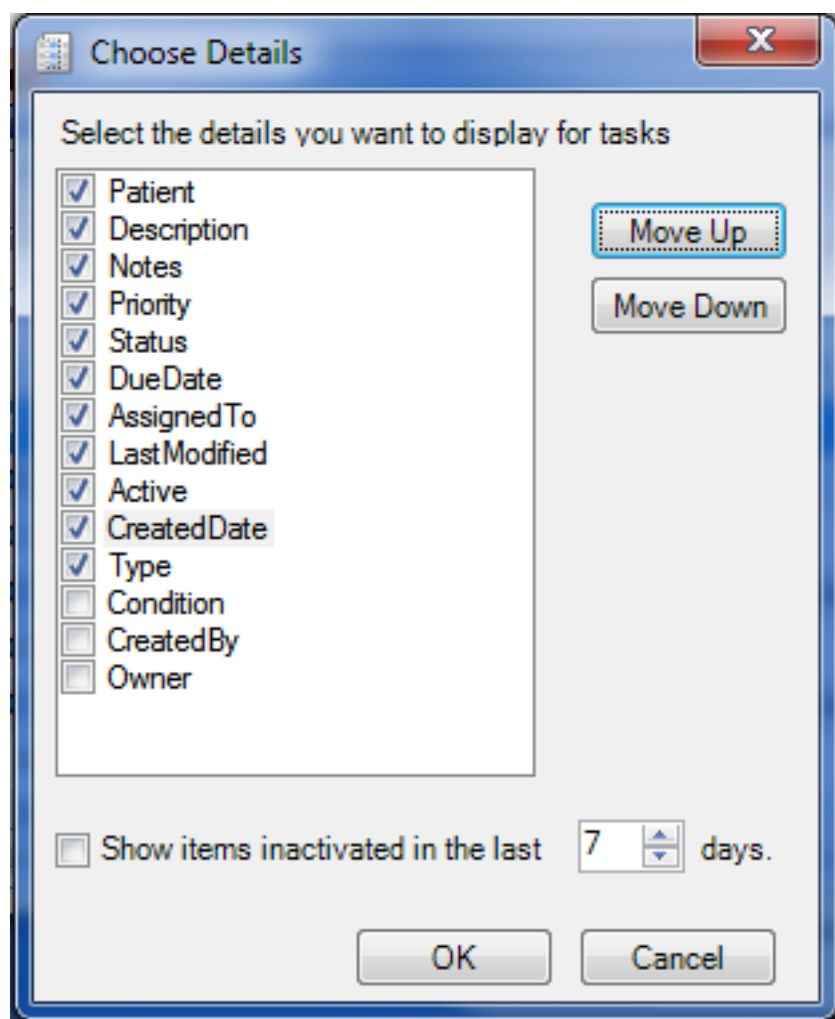 Choose Details
Select the details you want to display for tasks
Patient
Description
Notes
Priority
Status
DueDate
AssignedTo
LastModified
Active
CreatedDate
Type
Condition
CreatedBy
Owner
Move Up
Move Down
Show items inactivated in the last 7 days.
OK Cancel